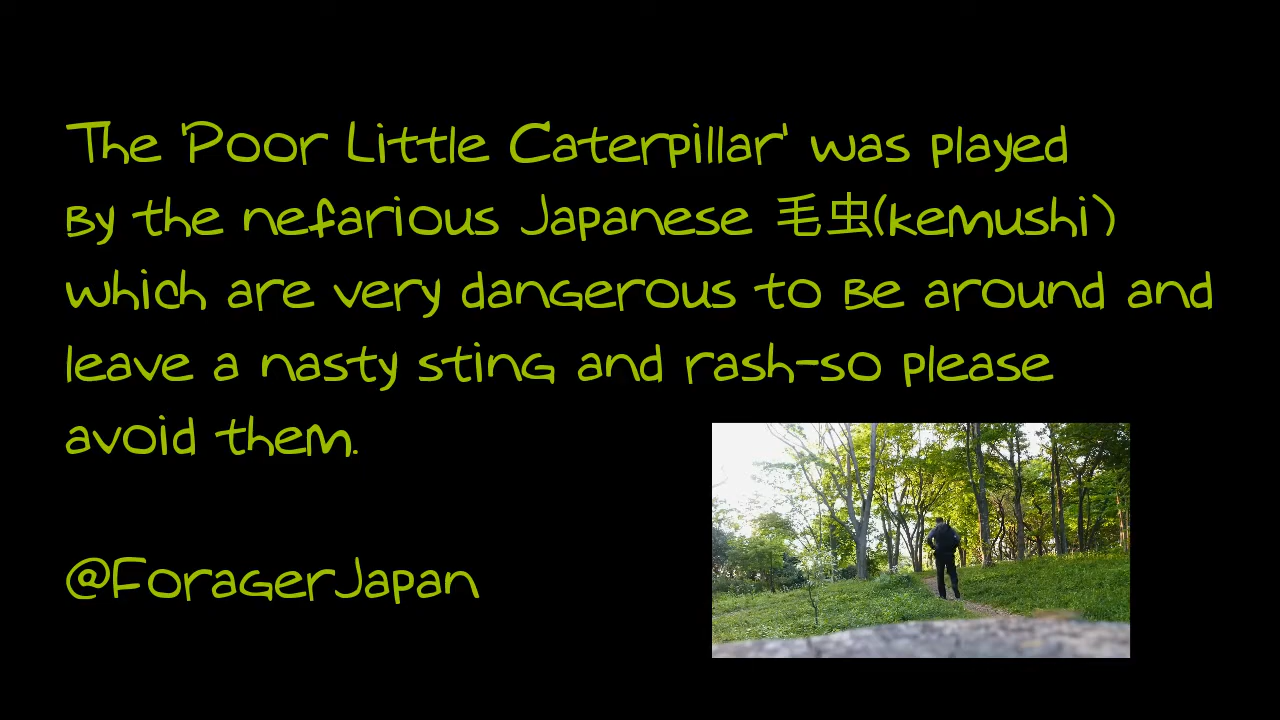 The 'Poor Little Caterpillar' was played
By the nefarious Japanese 毛虫(kemushi)
which are very dangerous to Be around and
leave a nasty sting and rash-so please
avoid them.
@ForagerJapan